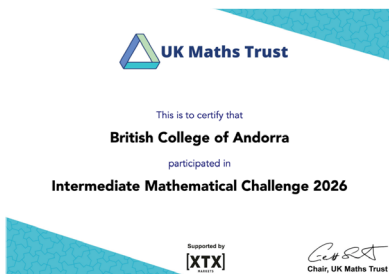 UK Maths Trust
This is to certify that
British College of Andorra
participated in
Intermediate Mathematical Challenge 2026
Supported by
[XTX]
MARKETS
Chair, UK Maths Trust